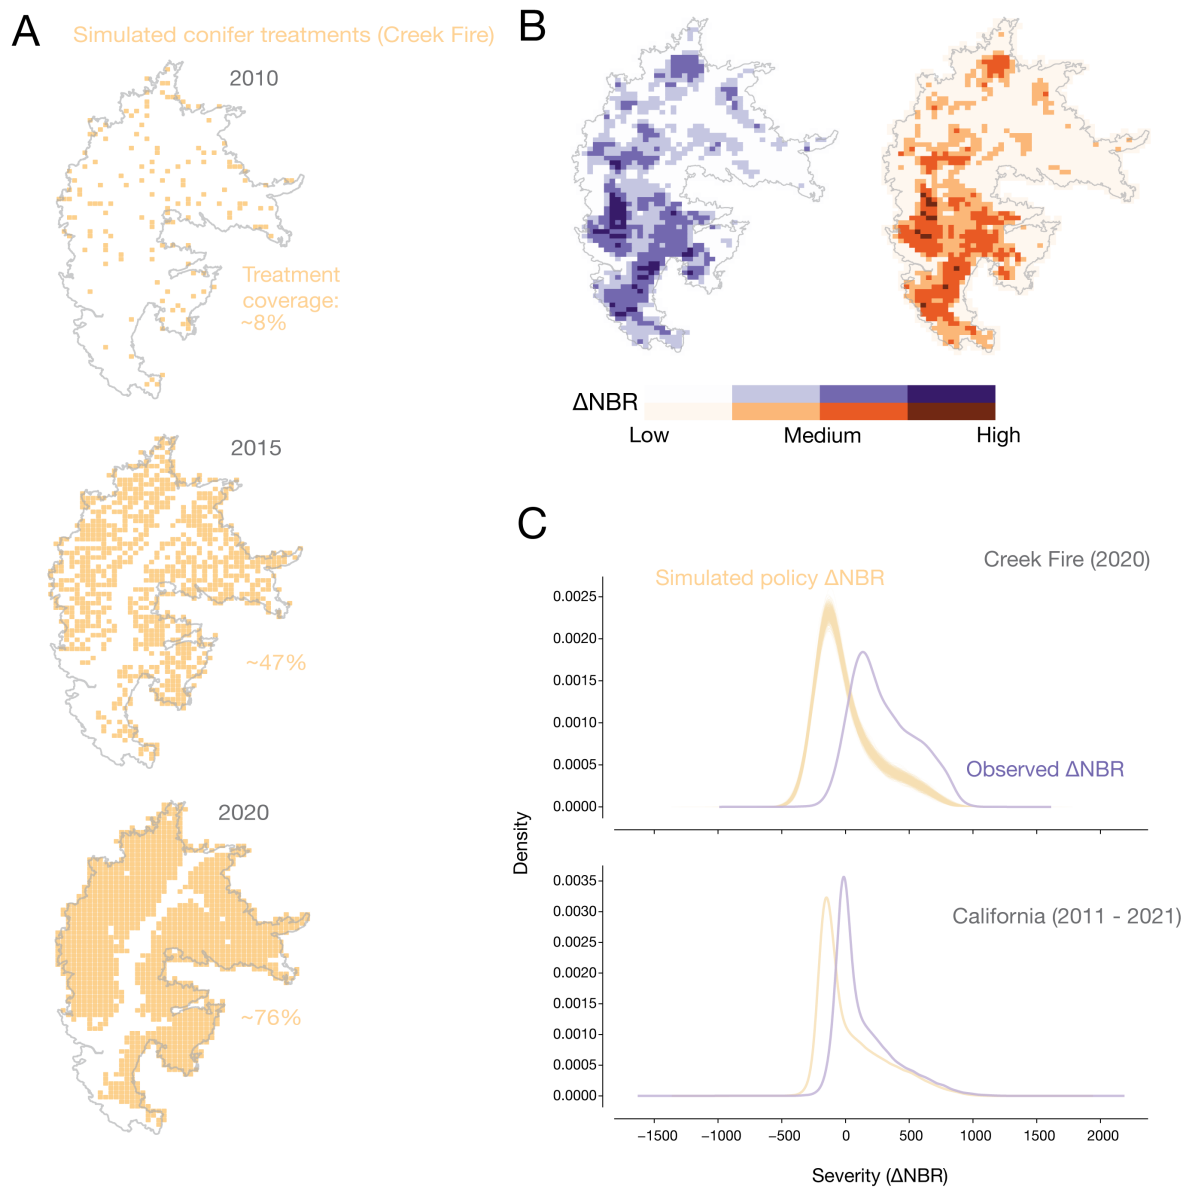 A
Simulated conifer treatments (Creek Fire)
2010
Treatment
coverage:
~8%
2015
~47%
2020
~76%
B
ΔNBR
Low
Medium
High
C
Creek Fire (2020)
Simulated policy ΔNBR
Observed ΔNBR
0.0025
0.0020
0.0015
0.0010
0.0005
0.0000
Density
California (2011 - 2021)
0.0035
0.0030
0.0025
0.0020
0.0015
0.0010
0.0005
0.0000
−1500
−1000
−500
0
500
1000
1500
2000
Severity (ΔNBR)